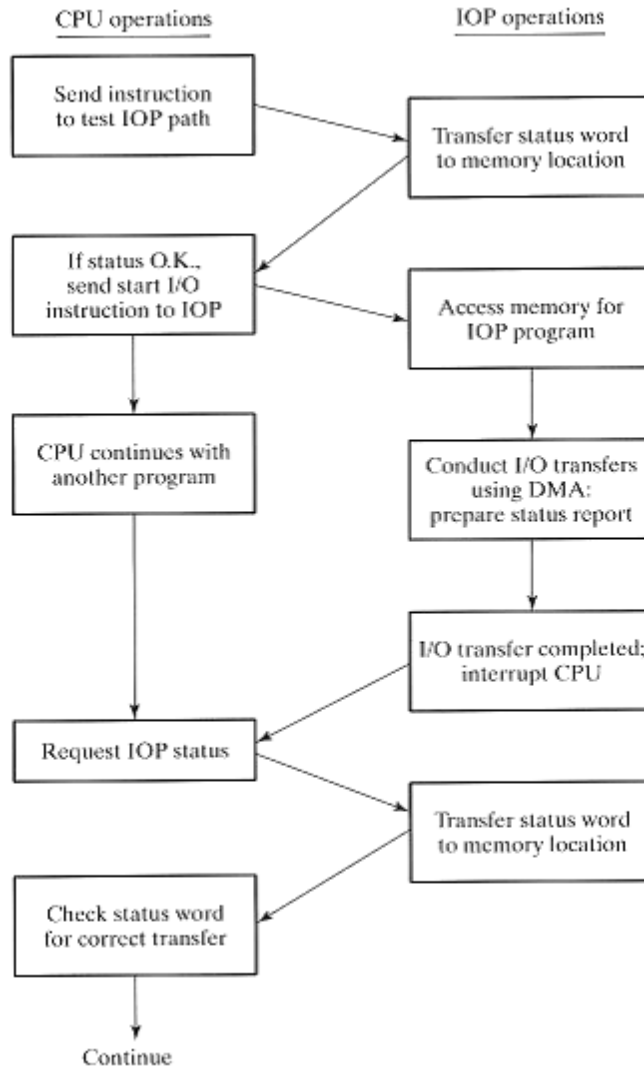 CPU operations
IOP operations
Send instruction
to test IOP path
Transfer status word
to memory location
If status O.K.,
send start I/O
instruction to IOP
Access memory for
IOP program
CPU continues with
another program
Conduct I/O transfers
using DMA:
prepare status report
I/O transfer completed;
interrupt CPU
Request IOP status
Transfer status word
to memory location
Check status word
for correct transfer
Continue